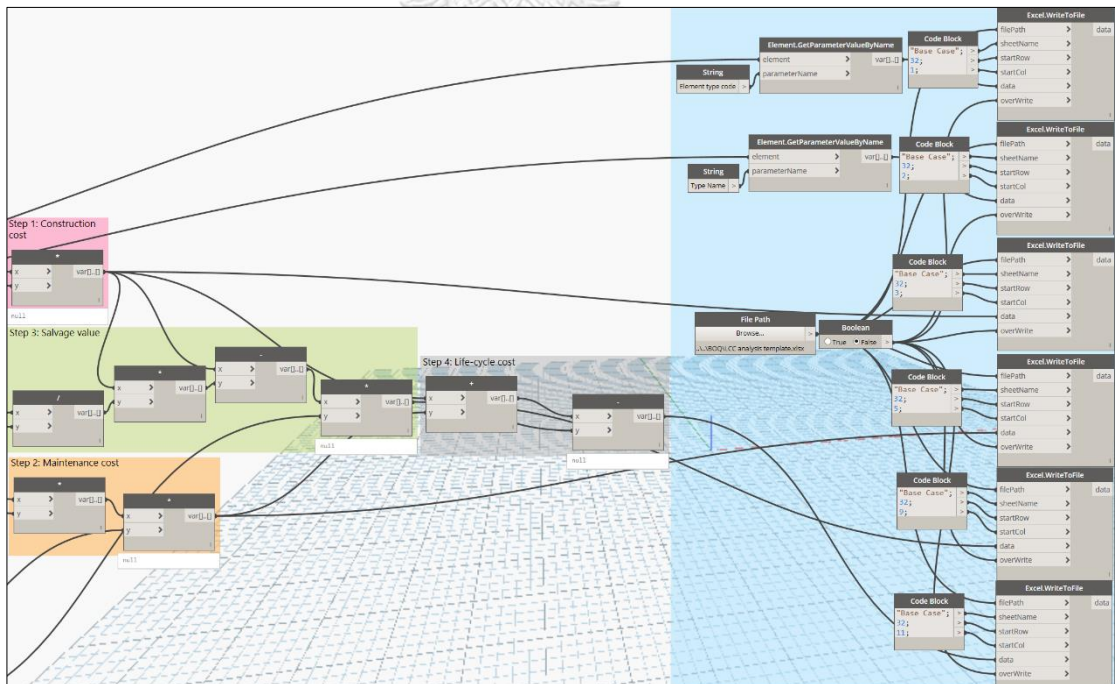 Excel.WriteToFile
filePath > data
sheetName >
startRow >
startCol >
data >
overWrite >
Code Block
"Base Case"; >
32; >
1; >
Element.GetParameterValueByName
element > var[]..[]
parameterName >
String
Element type code >
Excel.WriteToFile
filePath > data
sheetName >
startRow >
startCol >
data >
overWrite >
Code Block
"Base Case"; >
32; >
2; >
Element.GetParameterValueByName
element > var[]..[]
parameterName >
String
Type Name >
Step 1: Construction
cost
*
x > var[]..[]
y >
null
Excel.WriteToFile
filePath > data
sheetName >
startRow >
startCol >
data >
overWrite >
Code Block
"Base Case"; >
32; >
3; >
File Path
Browse... >
Boolean
True False >
Step 3: Salvage value
/
x > var[]..[]
y >
*
x > var[]..[]
y >
-
x > var[]..[]
y >
*
x > var[]..[]
y >
null
Step 4: Life-cycle cost
+
x > var[]..[]
y >
-
x > var[]..[]
y >
null
Excel.WriteToFile
filePath > data
sheetName >
startRow >
startCol >
data >
overWrite >
Code Block
"Base Case"; >
32; >
5; >
Step 2: Maintenance cost
*
x > var[]..[]
y >
*
x > var[]..[]
y >
null
Excel.WriteToFile
filePath > data
sheetName >
startRow >
startCol >
data >
overWrite >
Code Block
"Base Case"; >
32; >
9; >
Excel.WriteToFile
filePath > data
sheetName >
startRow >
startCol >
data >
overWrite >
Code Block
"Base Case"; >
32; >
11; >